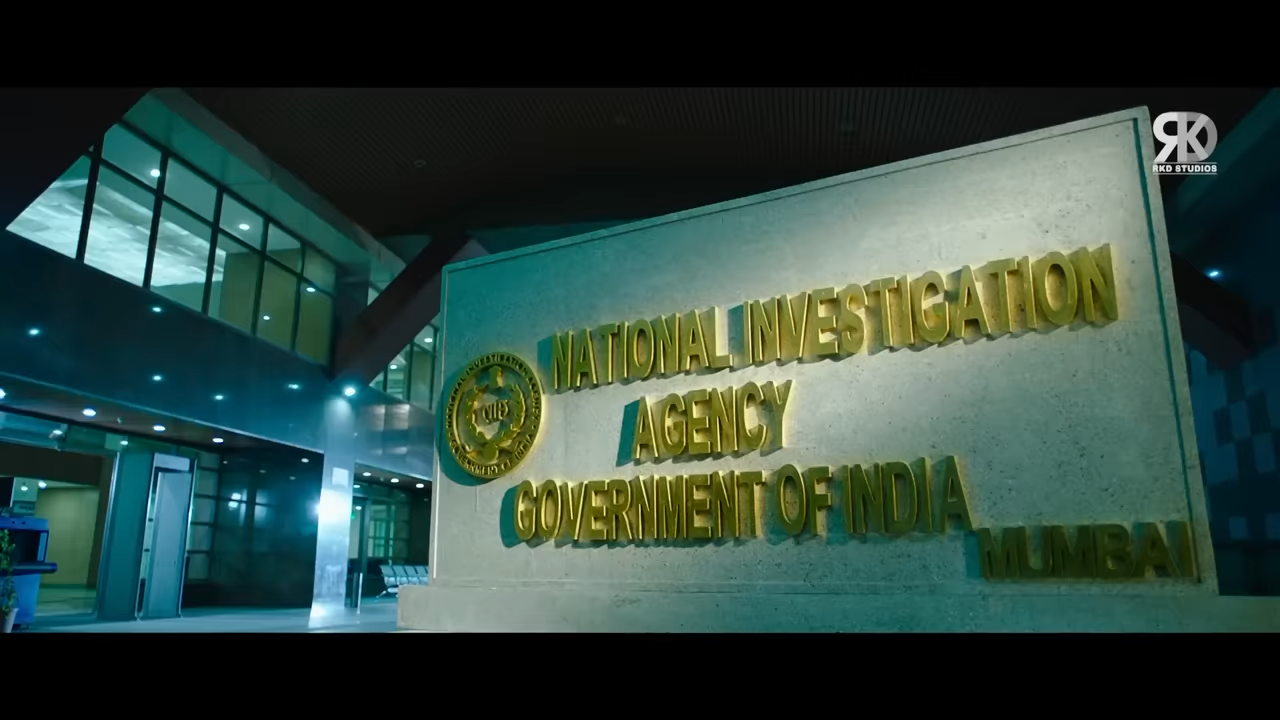 RKD STUDIOS
NATIONAL INVESTIGATION
AGENCY
GOVERNMENT OF INDIA
MUMBAI